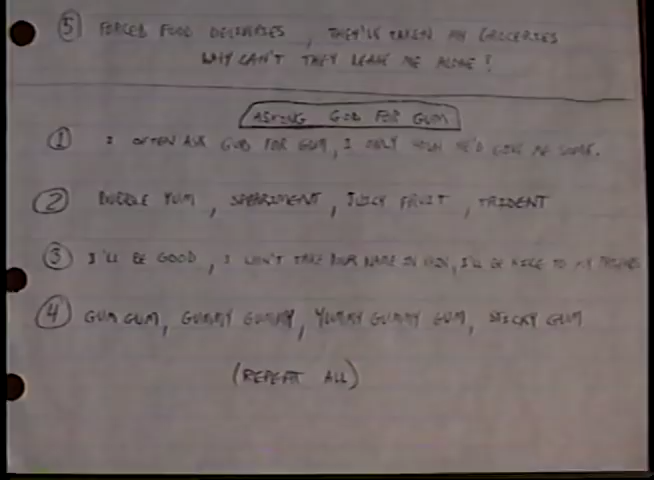 ⑤ FORCED FOOD DELIVERIES, THEY'VE TAKEN MY GROCERIES
WHY CAN'T THEY LEAVE ME ALONE?
ASKING GOD FOR GUM
① I OFTEN ASK GOD FOR GUM, I ONLY WISH HE'D GIVE ME SOME.
② BUBBLE YUM, SPEARIMENT, JUICY FRUIT, TRIDENT
③ I'LL BE GOOD, I WON'T TAKE YOUR NAME IN VAIN, I'LL BE NICE TO MY FRIENDS
④ GUM GUM, GUMMY GUMMY, YUMMY GUMMY GUM, STICKY GUM
(REPEAT ALL)